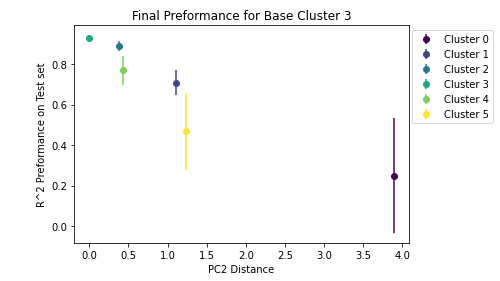 Final Preformance for Base Cluster 3
R^2 Preformance on Test set
0.8
0.6
0.4
0.2
0.0
0.0 0.5 1.0 1.5 2.0 2.5 3.0 3.5 4.0
PC2 Distance
Cluster 0
Cluster 1
Cluster 2
Cluster 3
Cluster 4
Cluster 5